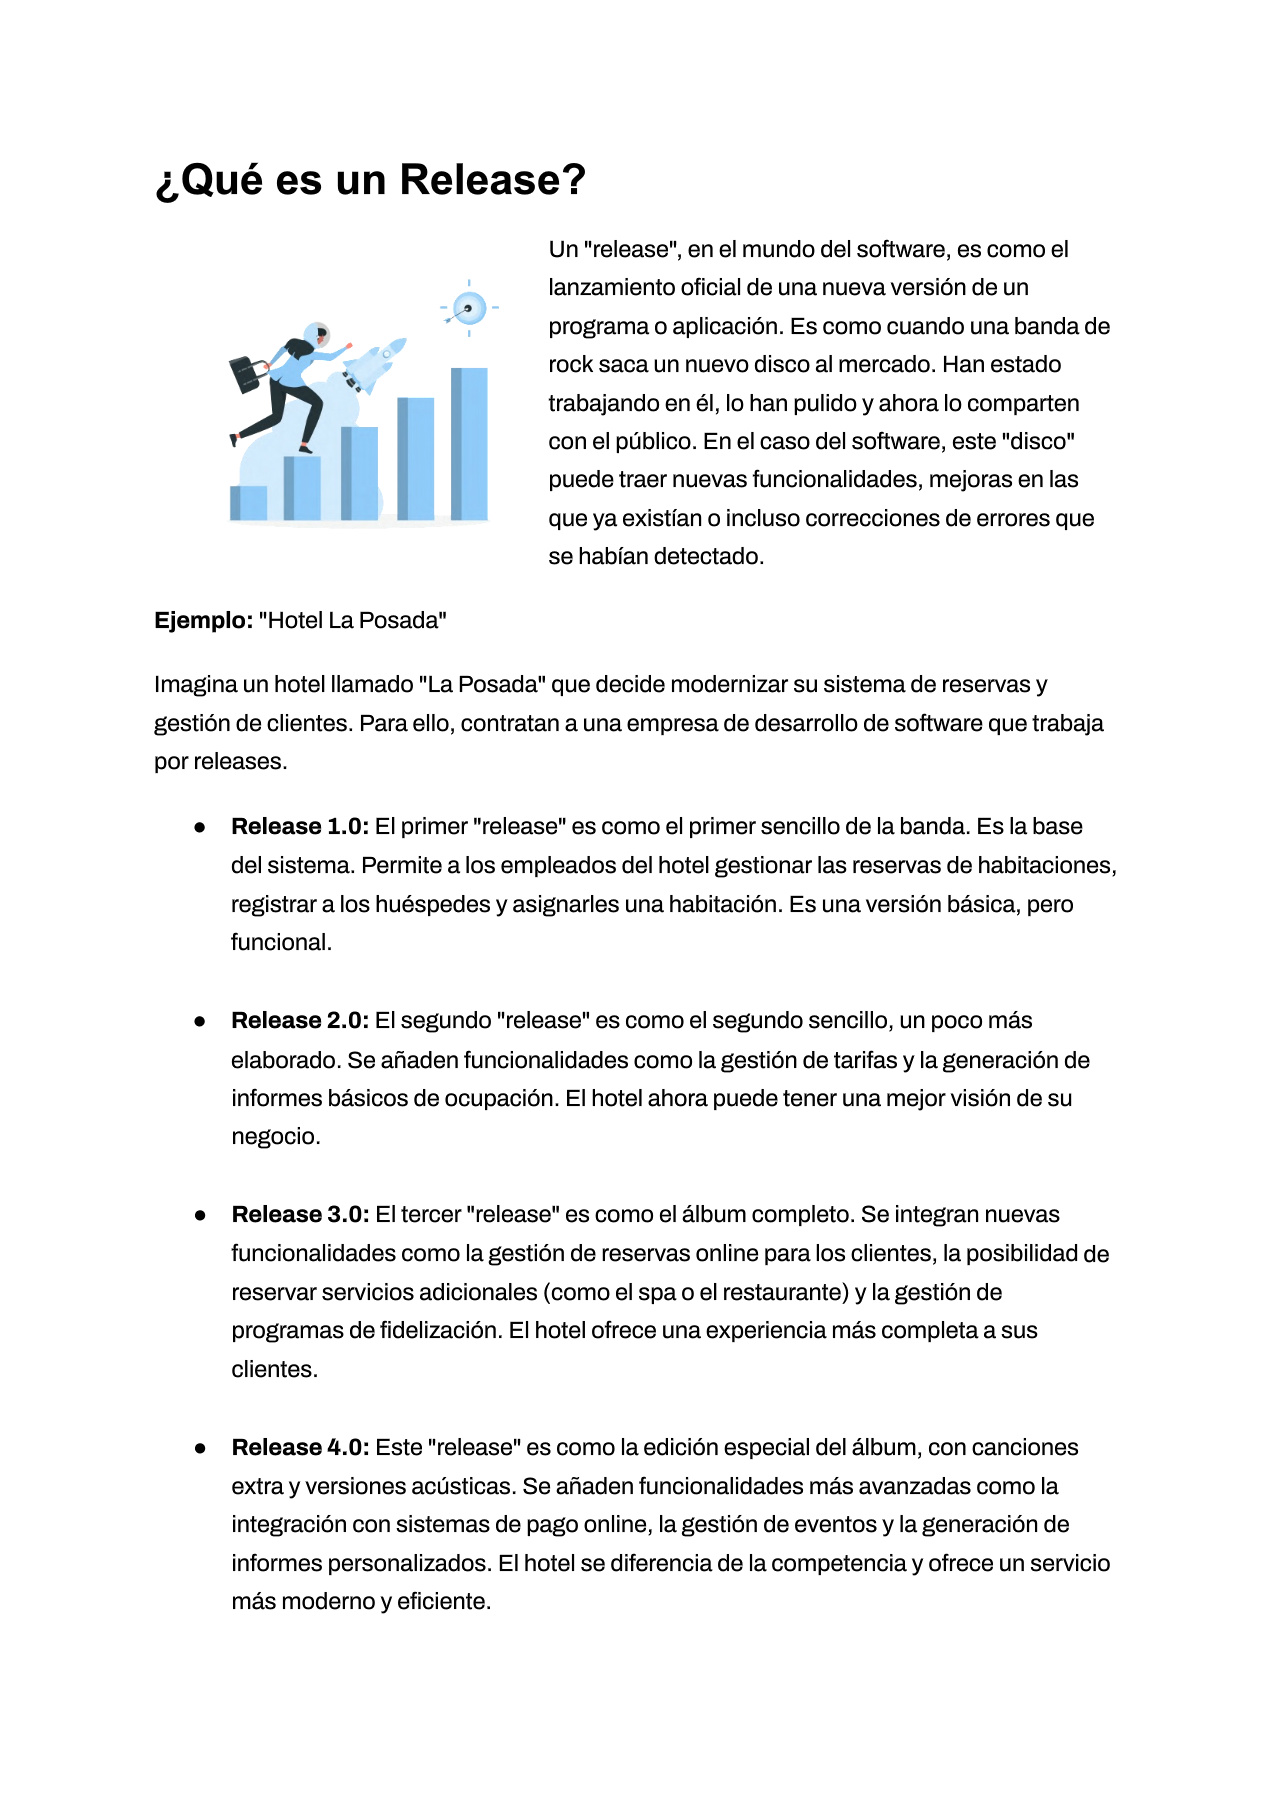 ¿Qué es un Release?
Un "release", en el mundo del software, es como el
lanzamiento oficial de una nueva versión de un
programa o aplicación. Es como cuando una banda de
rock saca un nuevo disco al mercado. Han estado
trabajando en él, lo han pulido y ahora lo comparten
con el público. En el caso del software, este "disco"
puede traer nuevas funcionalidades, mejoras en las
que ya existían o incluso correcciones de errores que
se habían detectado.
Ejemplo: "Hotel La Posada"
Imagina un hotel llamado "La Posada" que decide modernizar su sistema de reservas y
gestión de clientes. Para ello, contratan a una empresa de desarrollo de software que trabaja
por releases.
● Release 1.0: El primer "release" es como el primer sencillo de la banda. Es la base
del sistema. Permite a los empleados del hotel gestionar las reservas de habitaciones,
registrar a los huéspedes y asignarles una habitación. Es una versión básica, pero
funcional.
● Release 2.0: El segundo "release" es como el segundo sencillo, un poco más
elaborado. Se añaden funcionalidades como la gestión de tarifas y la generación de
informes básicos de ocupación. El hotel ahora puede tener una mejor visión de su
negocio.
● Release 3.0: El tercer "release" es como el álbum completo. Se integran nuevas
funcionalidades como la gestión de reservas online para los clientes, la posibilidad de
reservar servicios adicionales (como el spa o el restaurante) y la gestión de
programas de fidelización. El hotel ofrece una experiencia más completa a sus
clientes.
● Release 4.0: Este "release" es como la edición especial del álbum, con canciones
extra y versiones acústicas. Se añaden funcionalidades más avanzadas como la
integración con sistemas de pago online, la gestión de eventos y la generación de
informes personalizados. El hotel se diferencia de la competencia y ofrece un servicio
más moderno y eficiente.